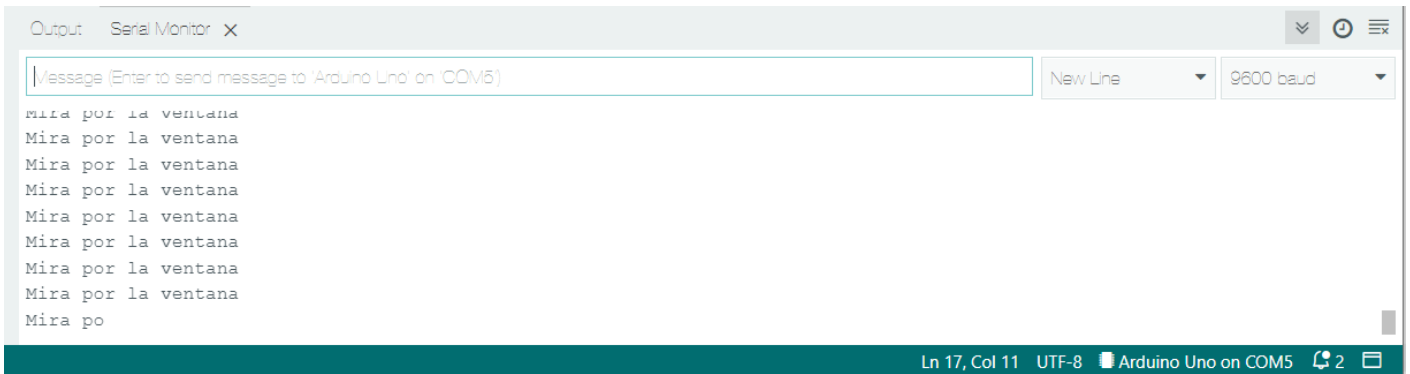 Output Serial Monitor
Message (Enter to send message to 'Arduino Uno' on 'COM5') New Line 9600 baud
Mira por la ventana
Mira por la ventana
Mira por la ventana
Mira por la ventana
Mira por la ventana
Mira por la ventana
Mira por la ventana
Mira por la ventana
Mira po
Ln 17, Col 11 UTF-8 Arduino Uno on COM5 2